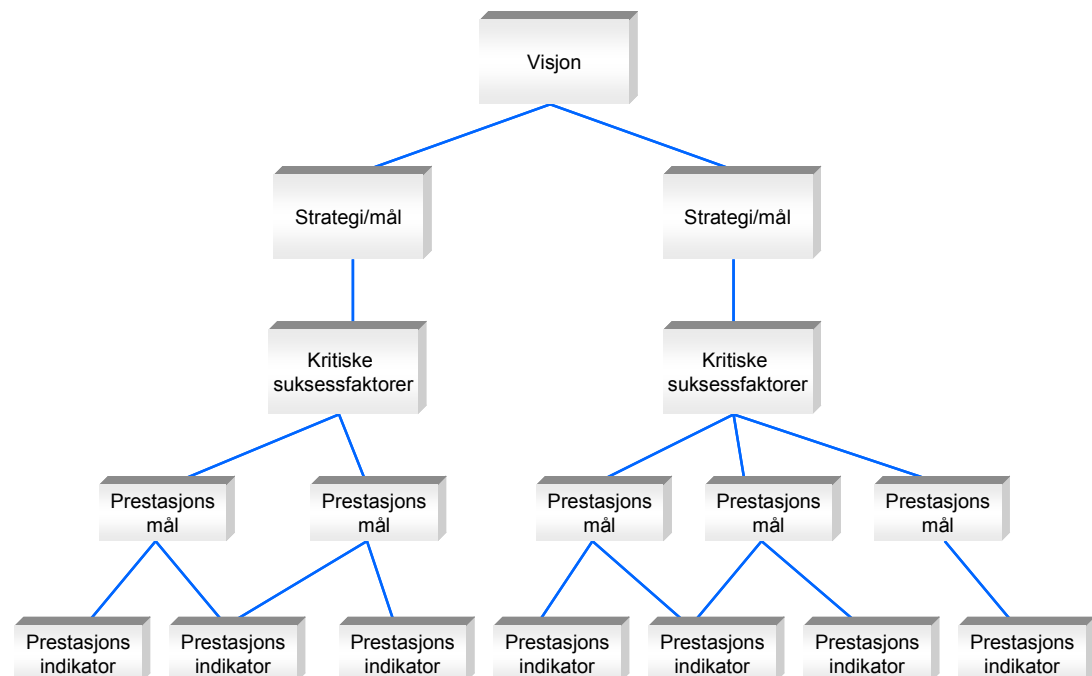 Visjon
Strategi/mål
Strategi/mål
Kritiske
suksessfaktorer
Kritiske
suksessfaktorer
Prestasjons
mål
Prestasjons
mål
Prestasjons
mål
Prestasjons
mål
Prestasjons
mål
Prestasjons
indikator
Prestasjons
indikator
Prestasjons
indikator
Prestasjons
indikator
Prestasjons
indikator
Prestasjons
indikator
Prestasjons
indikator